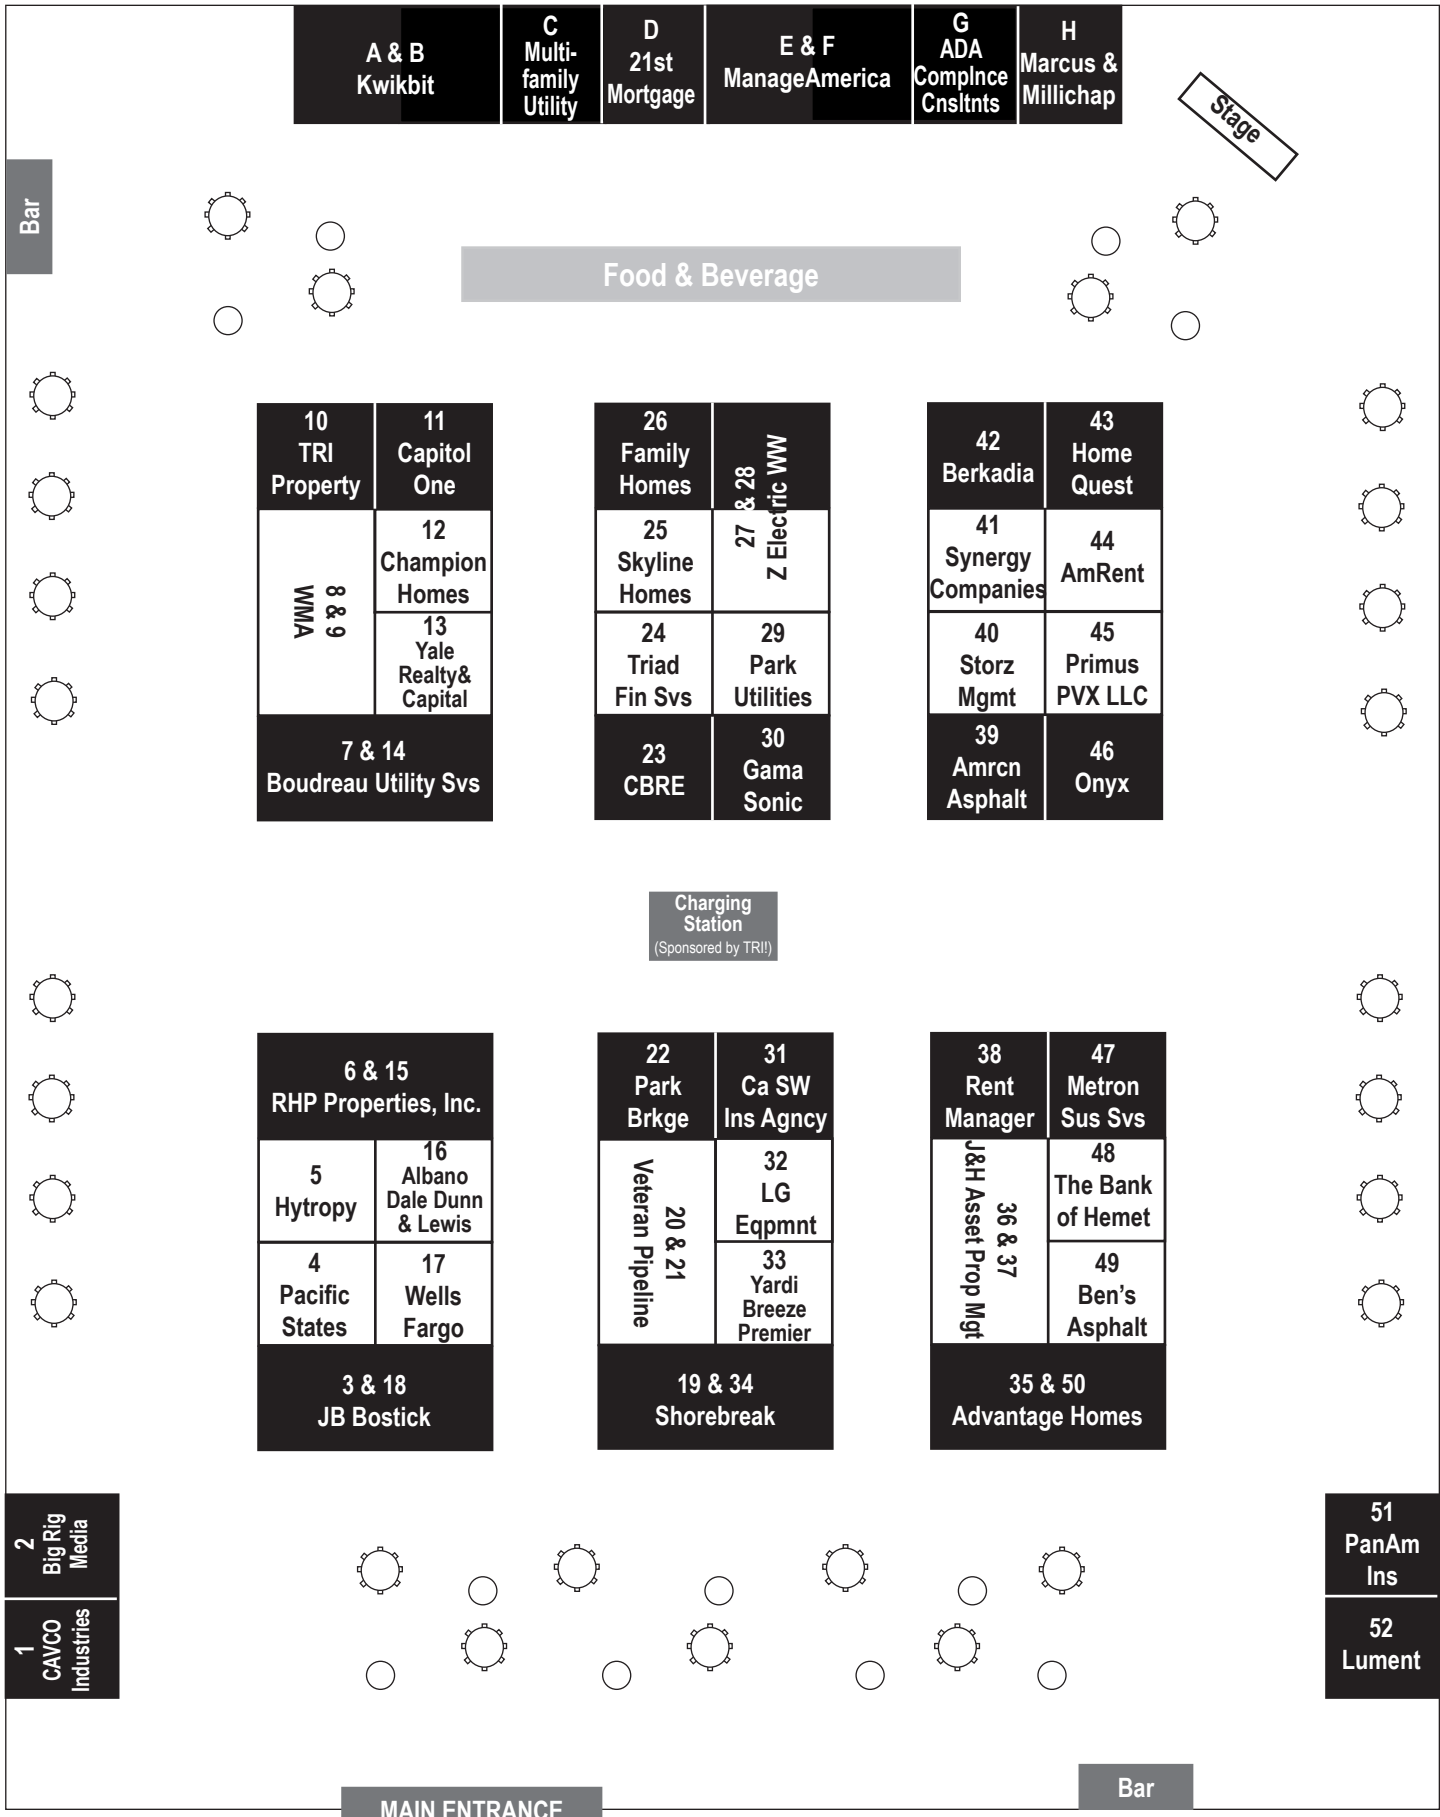 A & B
Kwikbit
C
Multi-
family
Utility
D
21st
Mortgage
E & F
ManageAmerica
G
ADA
Complnce
Cnsltnts
H
Marcus &
Millichap
Stage
Bar
Food & Beverage
10
TRI
Property
11
Capitol
One
8 & 9
WMA
12
Champion
Homes
13
Yale
Realty&
Capital
7 & 14
Boudreau Utility Svs
26
Family
Homes
27 & 28
Z Electric WW
25
Skyline
Homes
24
Triad
Fin Svs
29
Park
Utilities
23
CBRE
30
Gama
Sonic
42
Berkadia
43
Home
Quest
41
Synergy
Companies
44
AmRent
40
Storz
Mgmt
45
Primus
PVX LLC
39
Amrcn
Asphalt
46
Onyx
Charging
Station
(Sponsored by TRI!)
6 & 15
RHP Properties, Inc.
5
Hytropy
16
Albano
Dale Dunn
& Lewis
4
Pacific
States
17
Wells
Fargo
3 & 18
JB Bostick
22
Park
Brkge
31
Ca SW
Ins Agncy
20 & 21
Veteran Pipeline
32
LG
Eqpmnt
33
Yardi
Breeze
Premier
19 & 34
Shorebreak
38
Rent
Manager
47
Metron
Sus Svs
36 & 37
J&H Asset Prop Mgt
48
The Bank
of Hemet
49
Ben's
Asphalt
35 & 50
Advantage Homes
2
Big Rig
Media
1
CAVCO
Industries
51
PanAm
Ins
52
Lument
Bar
MAIN ENTRANCE